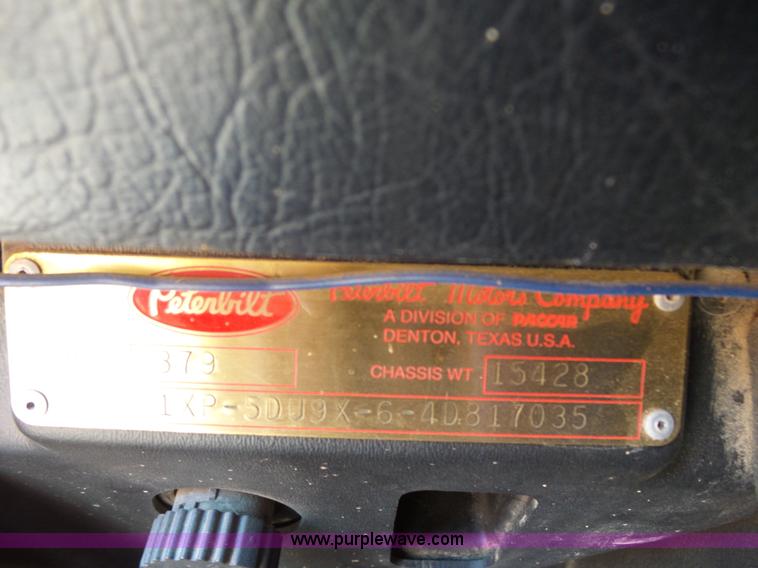 Peterbilt
Peterbilt Motors Company
A DIVISION OF PACCAR
DENTON, TEXAS U.S.A.
379
CHASSIS WT 15428
1XP-5DU9X-6-4D817035
www.purplewave.com